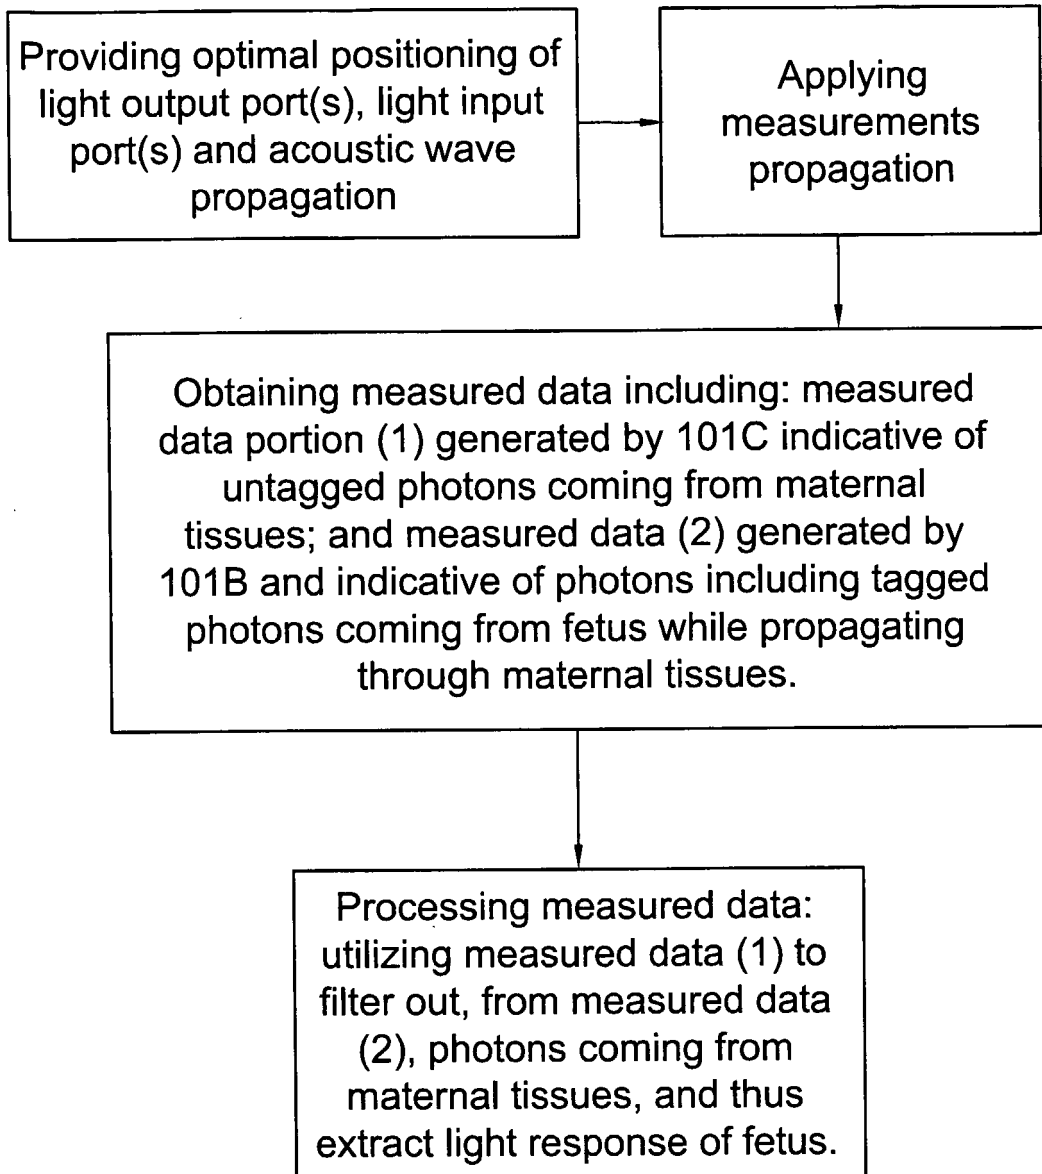 Providing optimal positioning of
light output port(s), light input
port(s) and acoustic wave
propagation
Applying
measurements
propagation
Obtaining measured data including: measured
data portion (1) generated by 101C indicative of
untagged photons coming from maternal
tissues; and measured data (2) generated by
101B and indicative of photons including tagged
photons coming from fetus while propagating
through maternal tissues.
Processing measured data:
utilizing measured data (1) to
filter out, from measured data
(2), photons coming from
maternal tissues, and thus
extract light response of fetus.